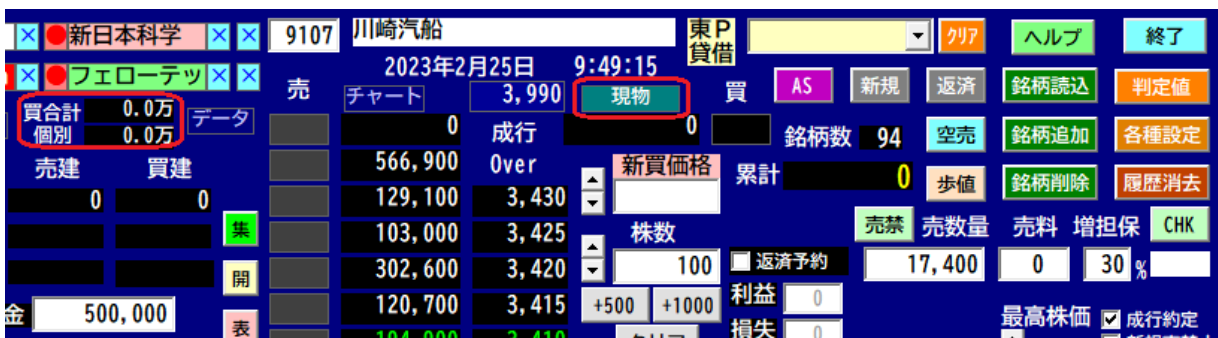 新日本科学 9107 川崎汽船 東P クリア ヘルプ 終了
フェローテッ 2023年2月25日 9:49:15 貸借
売 チャート 3,990 現物 買 AS 新規 返済 銘柄読込 判定値
買合計 0.0万 データ
個別 0.0万 0 成行 0 銘柄数 94 空売 銘柄追加 各種設定
売建 買建 566,900 Over 新買価格 累計 0 歩値 銘柄削除 履歴消去
0 0 129,100 3,430
集 103,000 3,425 株数 売禁 売数量 売料 増担保 CHK
開 302,600 3,420 100 返済予約 17,400 0 30 %
金 500,000 120,700 3,415 +500 +1000 利益 0
表 損失 0 最高株価 成行約定